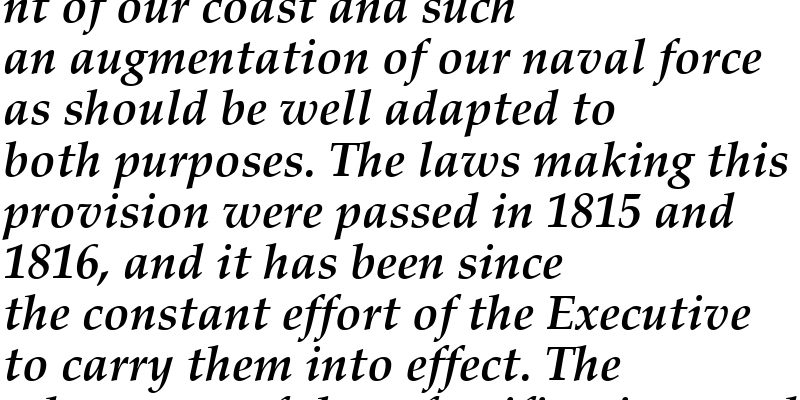 nt of our coast and such
an augmentation of our naval force
as should be well adapted to
both purposes. The laws making this
provision were passed in 1815 and
1816, and it has been since
the constant effort of the Executive
to carry them into effect. The